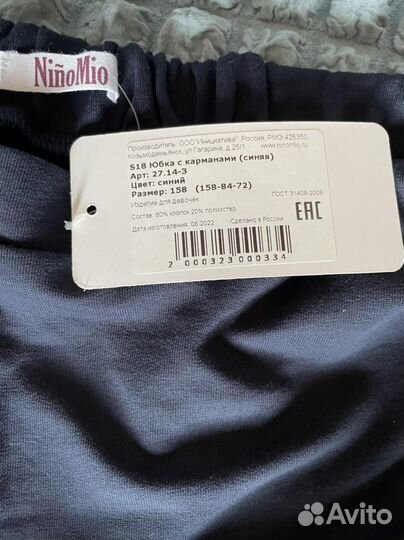 NiñoMio
Производитель: ООО"Инициатива", Россия, РМЭ,425350,
Козьмодемьянск, ул.Гагарина, д.25/1 www.ninomio.ru
S18 Юбка с карманами (синяя)
Арт: 27.14-3
Цвет: синий
Размер: 158 (158-84-72)
Изделие для девочек ГОСТ 31409-2009
Состав: 80% хлопок 20% полиэстер
Дата изготовления: 06.2022 Сделано в России
EAC
2 000323 000334
Avito